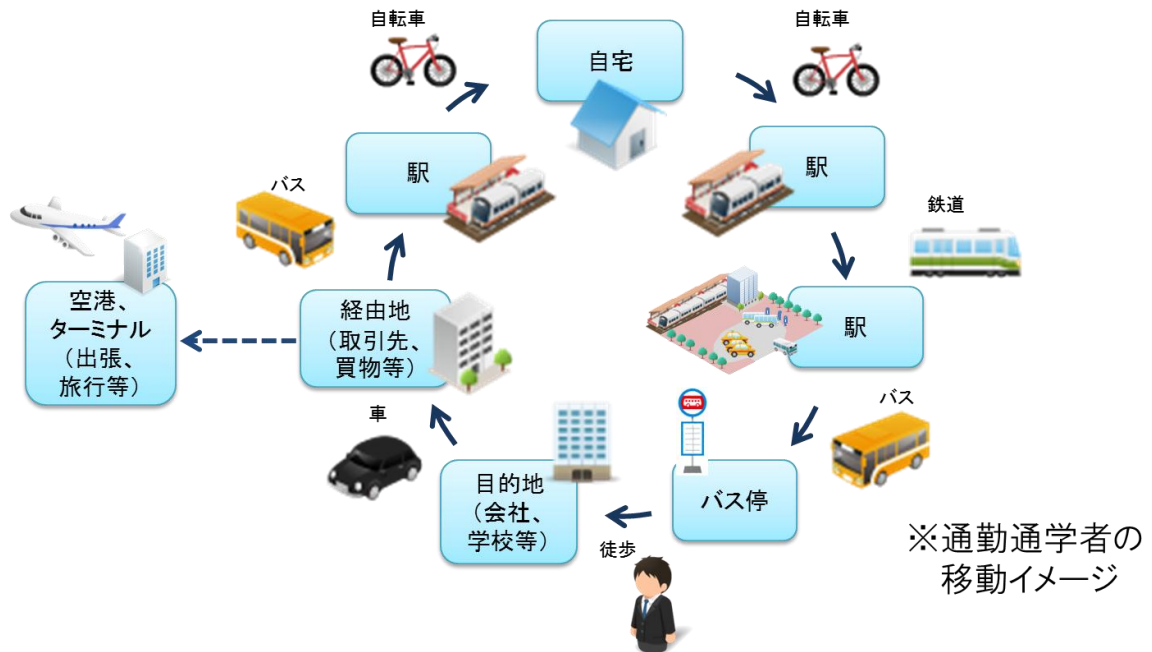 自転車
自宅
自転車
駅
駅
バス
鉄道
空港、
ターミナル
（出張、
旅行等）
経由地
（取引先、
買物等）
駅
車
バス
目的地
（会社、
学校等）
バス停
徒歩
※通勤通学者の
移動イメージ